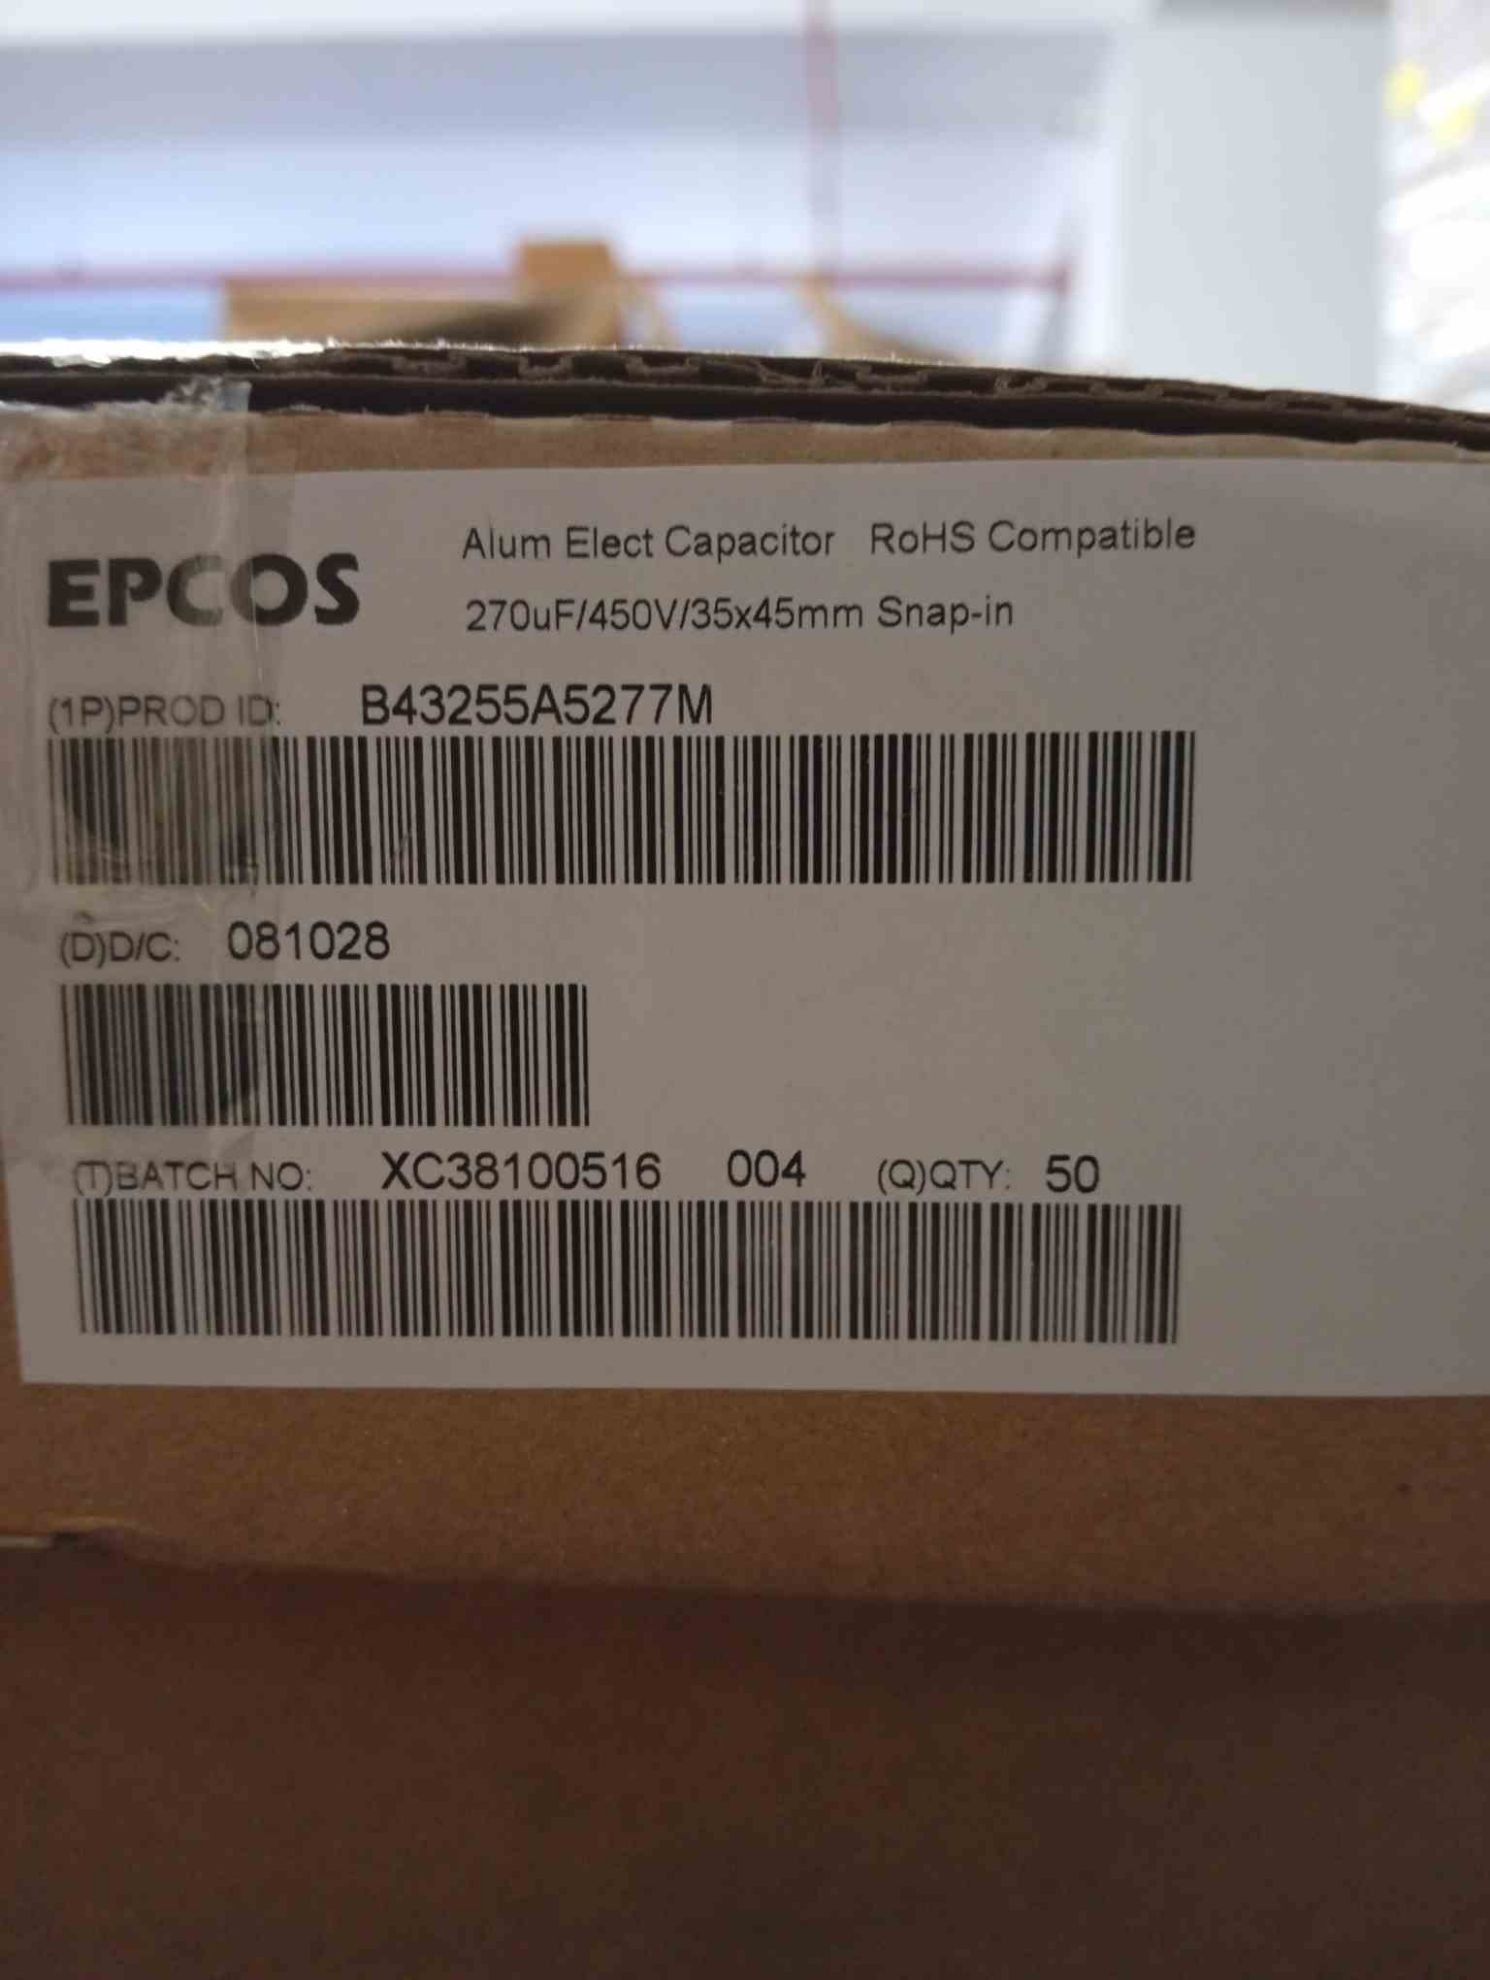 EPCOS
Alum Elect Capacitor RoHS Compatible
270uF/450V/35x45mm Snap-in
(1P)PROD ID: B43255A5277M
(D)D/C: 081028
(T)BATCH NO: XC38100516 004 (Q)QTY: 50